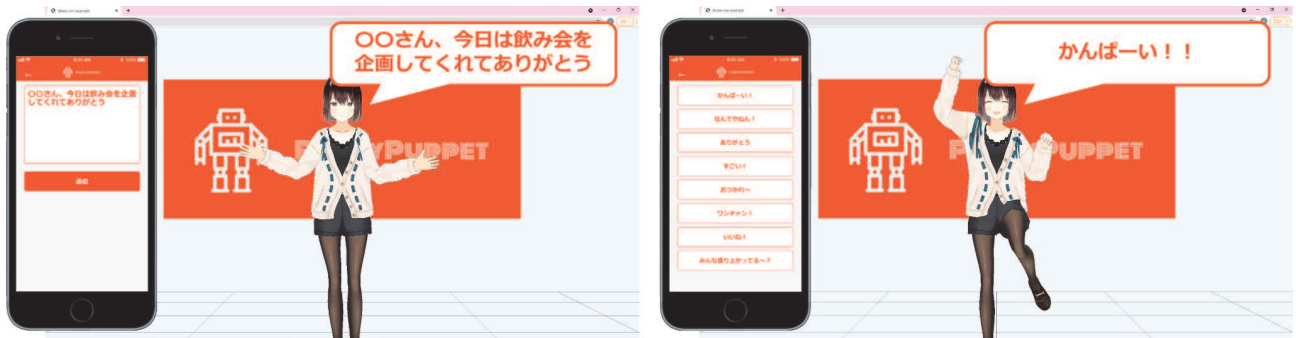 〇〇さん、今日は飲み会を
企画してくれてありがとう
〇〇さん、今日は飲み会を企画
してくれてありがとう
送信
PUPPET
かんぱーい！！
かんぱーい！
なんでやねん！
ありがとう
すごい！
おつかれ〜
ワンチャン！
いいね！
みんな盛り上がってる〜？
PUPPET